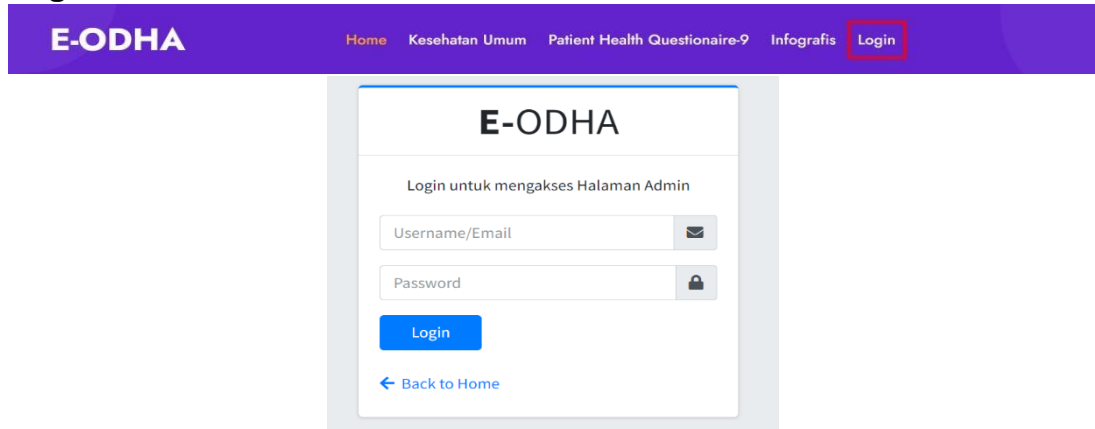 E-ODHA
Home Kesehatan Umum Patient Health Questionaire-9 Infografis Login
E-ODHA
Login untuk mengakses Halaman Admin
Username/Email
Password
Login
Back to Home